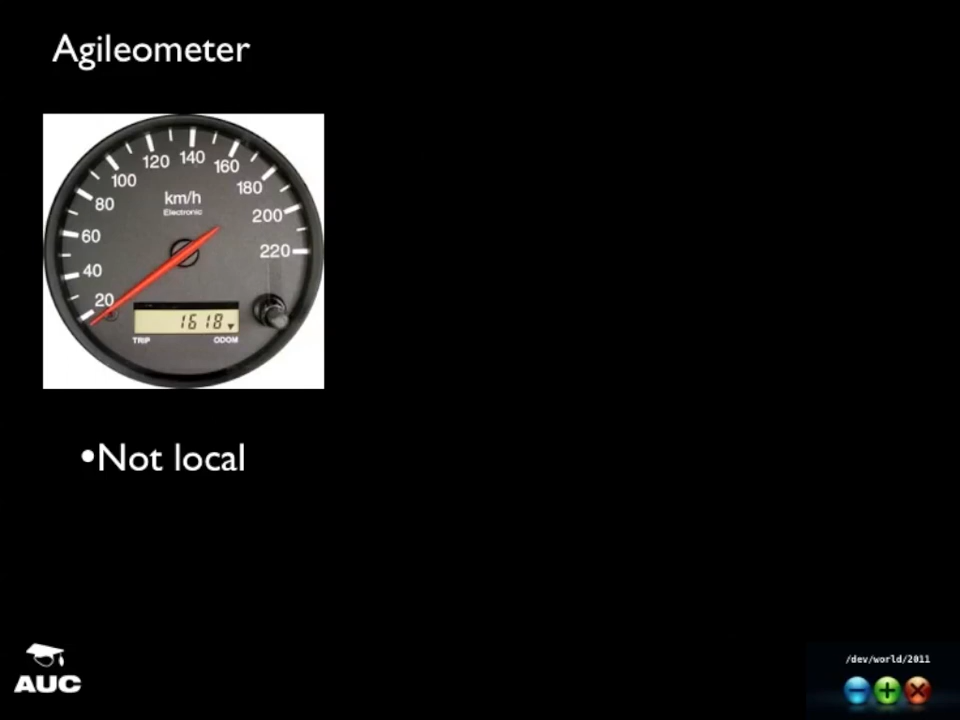 Agileometer
120 140 160
100 180
80 km/h
Electronic 200
60 220
40
20
1618
TRIP ODOM
•Not local
/dev/world/2011
AUC